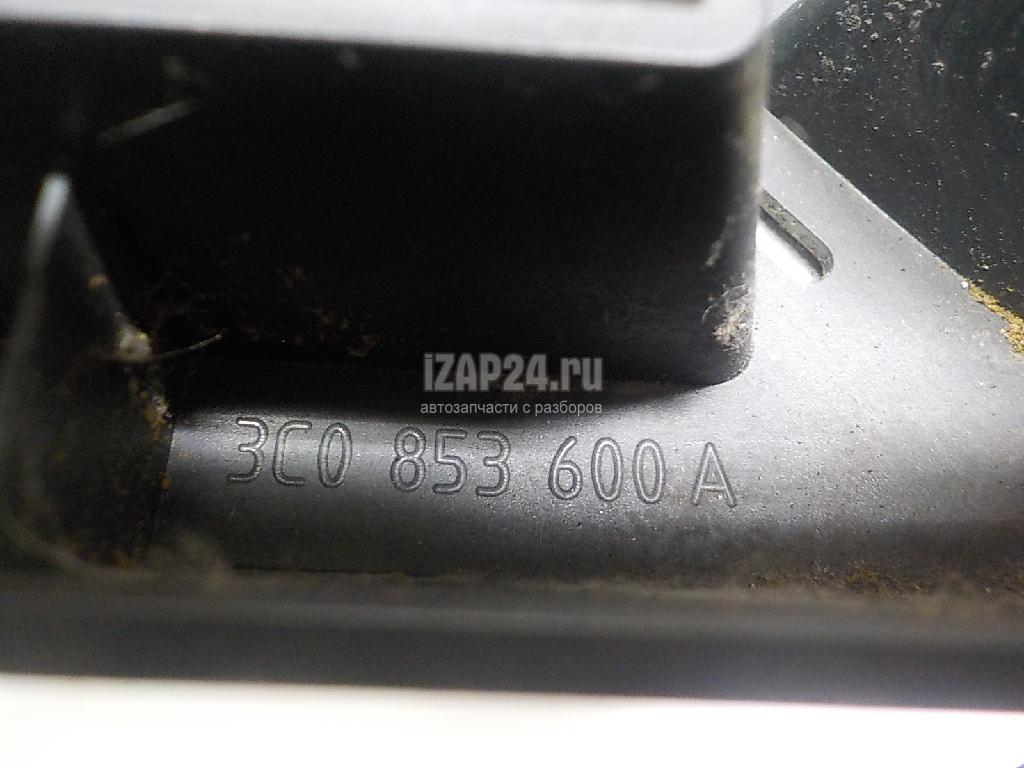 iZAP24.ru
автозапчасти с разборов
3C0 853 600 A